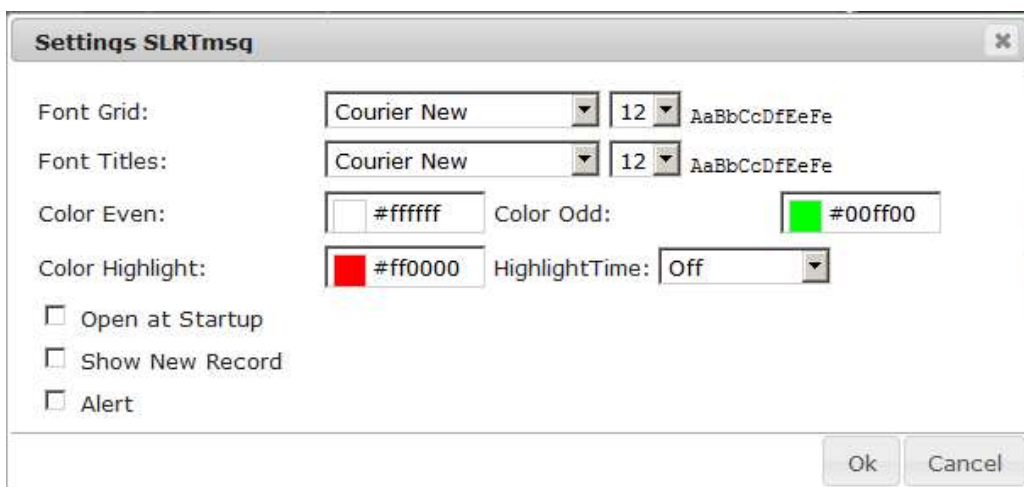 Settings SLRTmsg
Font Grid: Courier New 12 AaBbCcDfEeFe
Font Titles: Courier New 12 AaBbCcDfEeFe
Color Even: #ffffff Color Odd: #00ff00
Color Highlight: #ff0000 HighlightTime: Off
Open at Startup
Show New Record
Alert
Ok Cancel